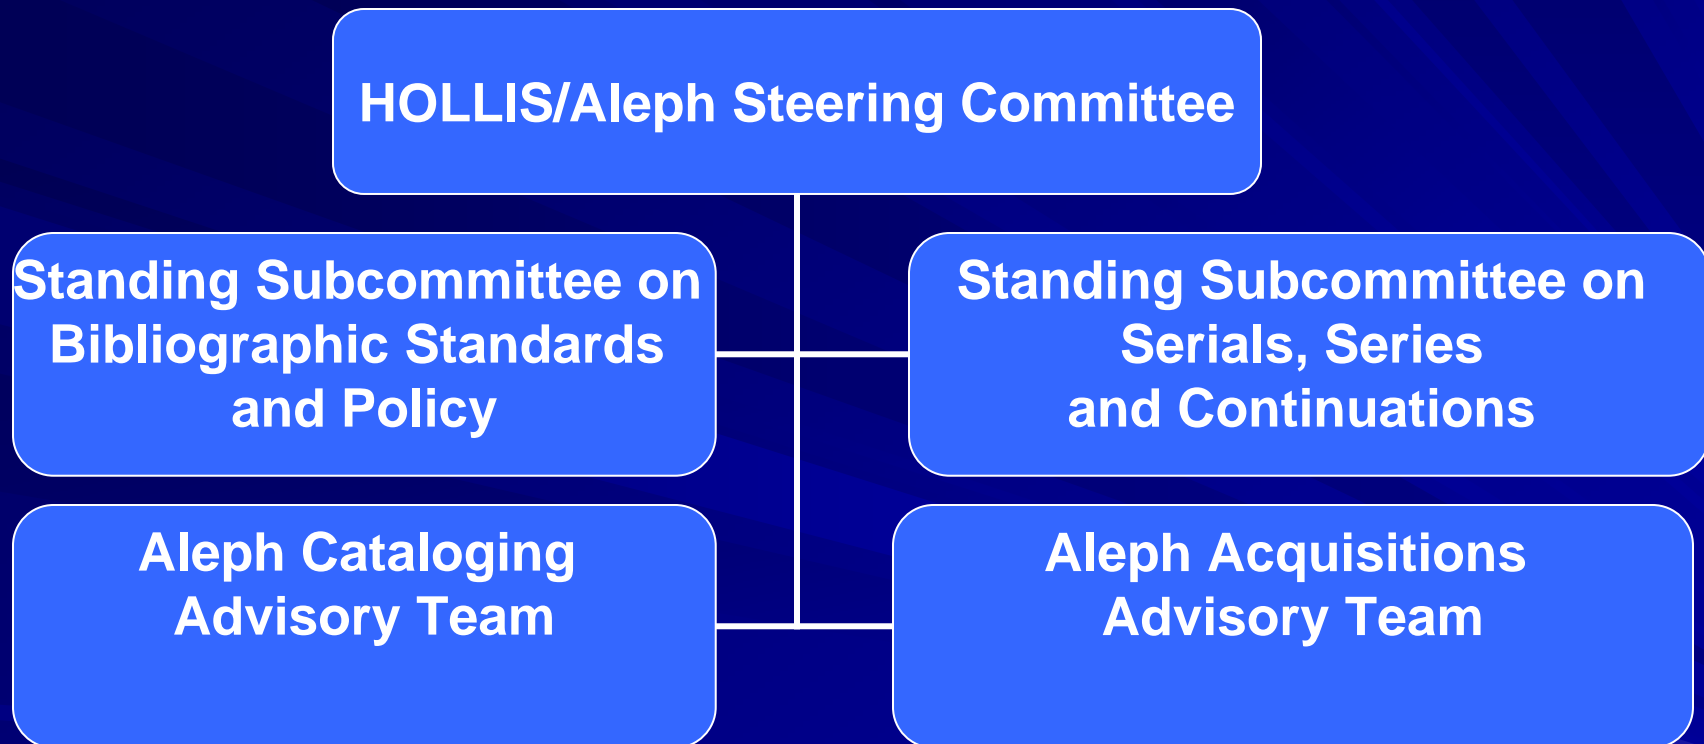 HOLLIS/Aleph Steering Committee
Standing Subcommittee on
Bibliographic Standards
and Policy
Standing Subcommittee on
Serials, Series
and Continuations
Aleph Cataloging
Advisory Team
Aleph Acquisitions
Advisory Team